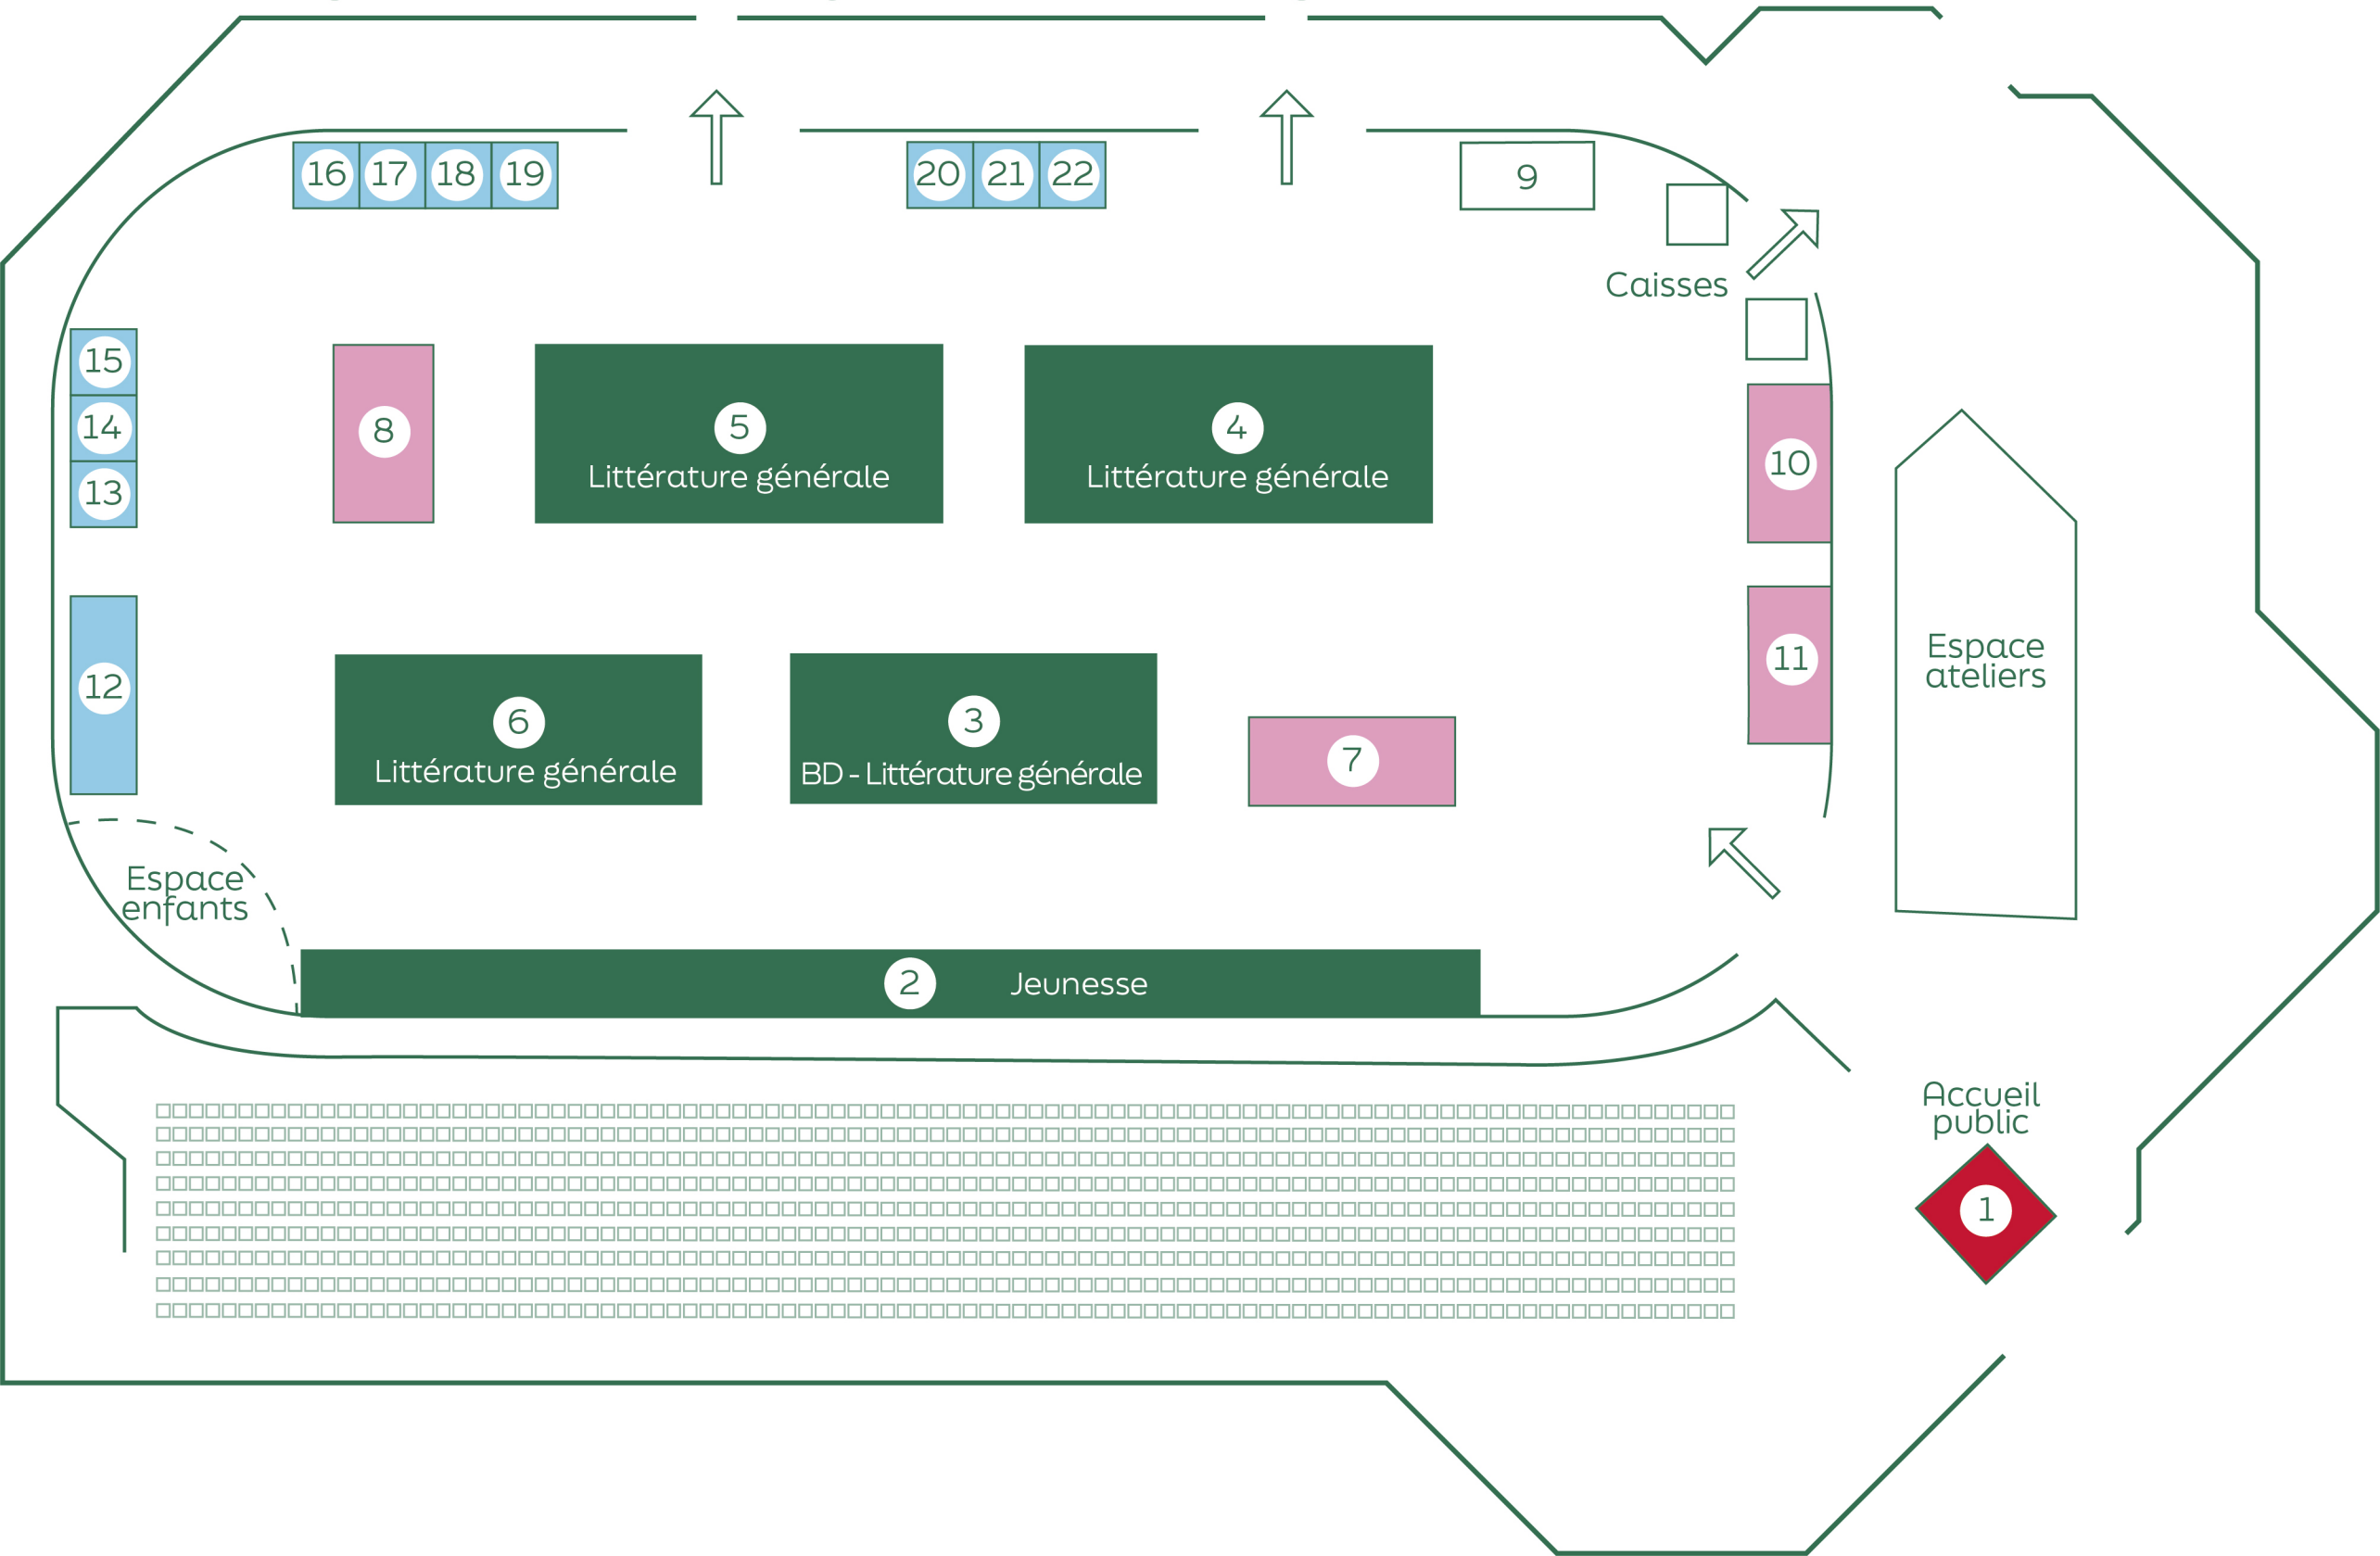 16 17 18 19
20 21 22
9
Caisses
15
14
13
8
5
Littérature générale
4
Littérature générale
10
11
12
6
Littérature générale
3
BD - Littérature générale
7
Espace
ateliers
Espace
enfants
2 Jeunesse
Accueil
public
1